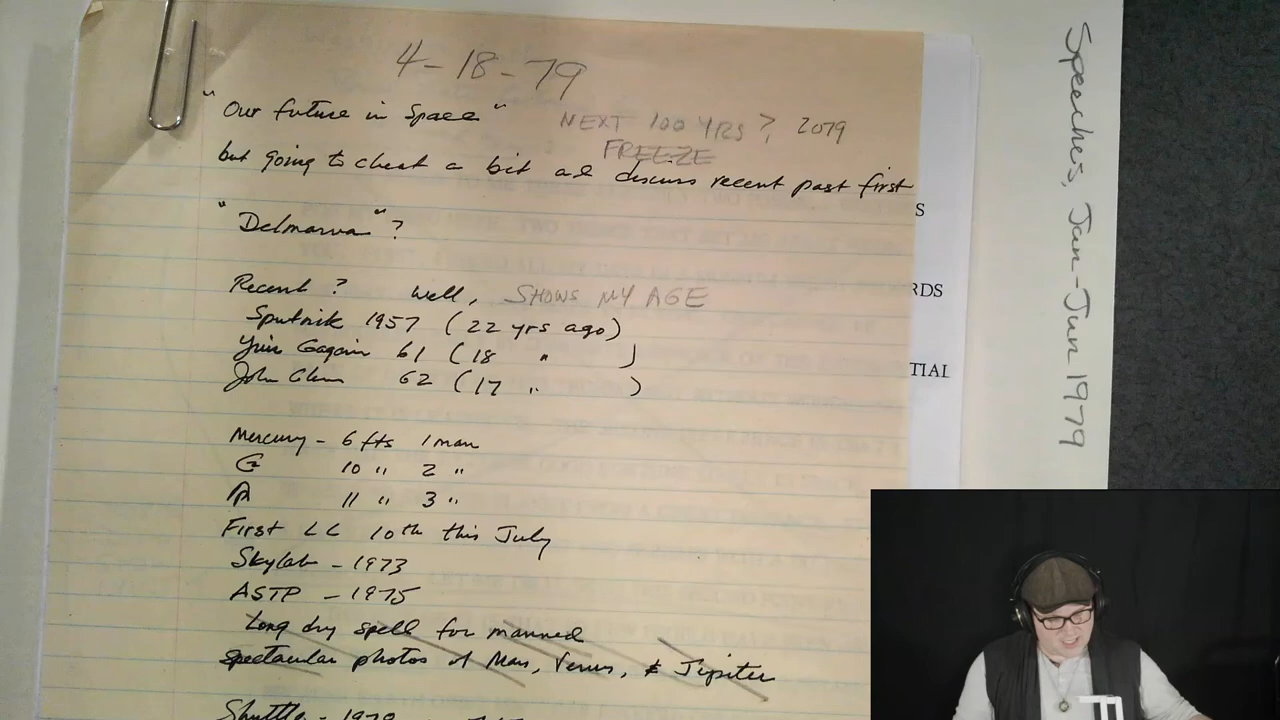 4-18-79
"Our future in Space" NEXT 100 YRS? 2079
FREEZE
but going to cheat a bit and discuss recent past first
"Delmarva"?
Recent? Well, SHOWS MY AGE
Sputnik 1957 (22 yrs ago)
Yuri Gagarin 61 (18 " )
John Glenn 62 (17 " )
Mercury - 6 flts 1 man
G 10 " 2 "
A 11 " 3 "
First LL 10th this July
Skylab - 1973
ASTP - 1975
Long dry spell for manned
Spectacular photos of Mars, Venus, & Jupiter
Shuttle - 1979
S
RDS
TIAL
Speeches, Jan-Jun 1979